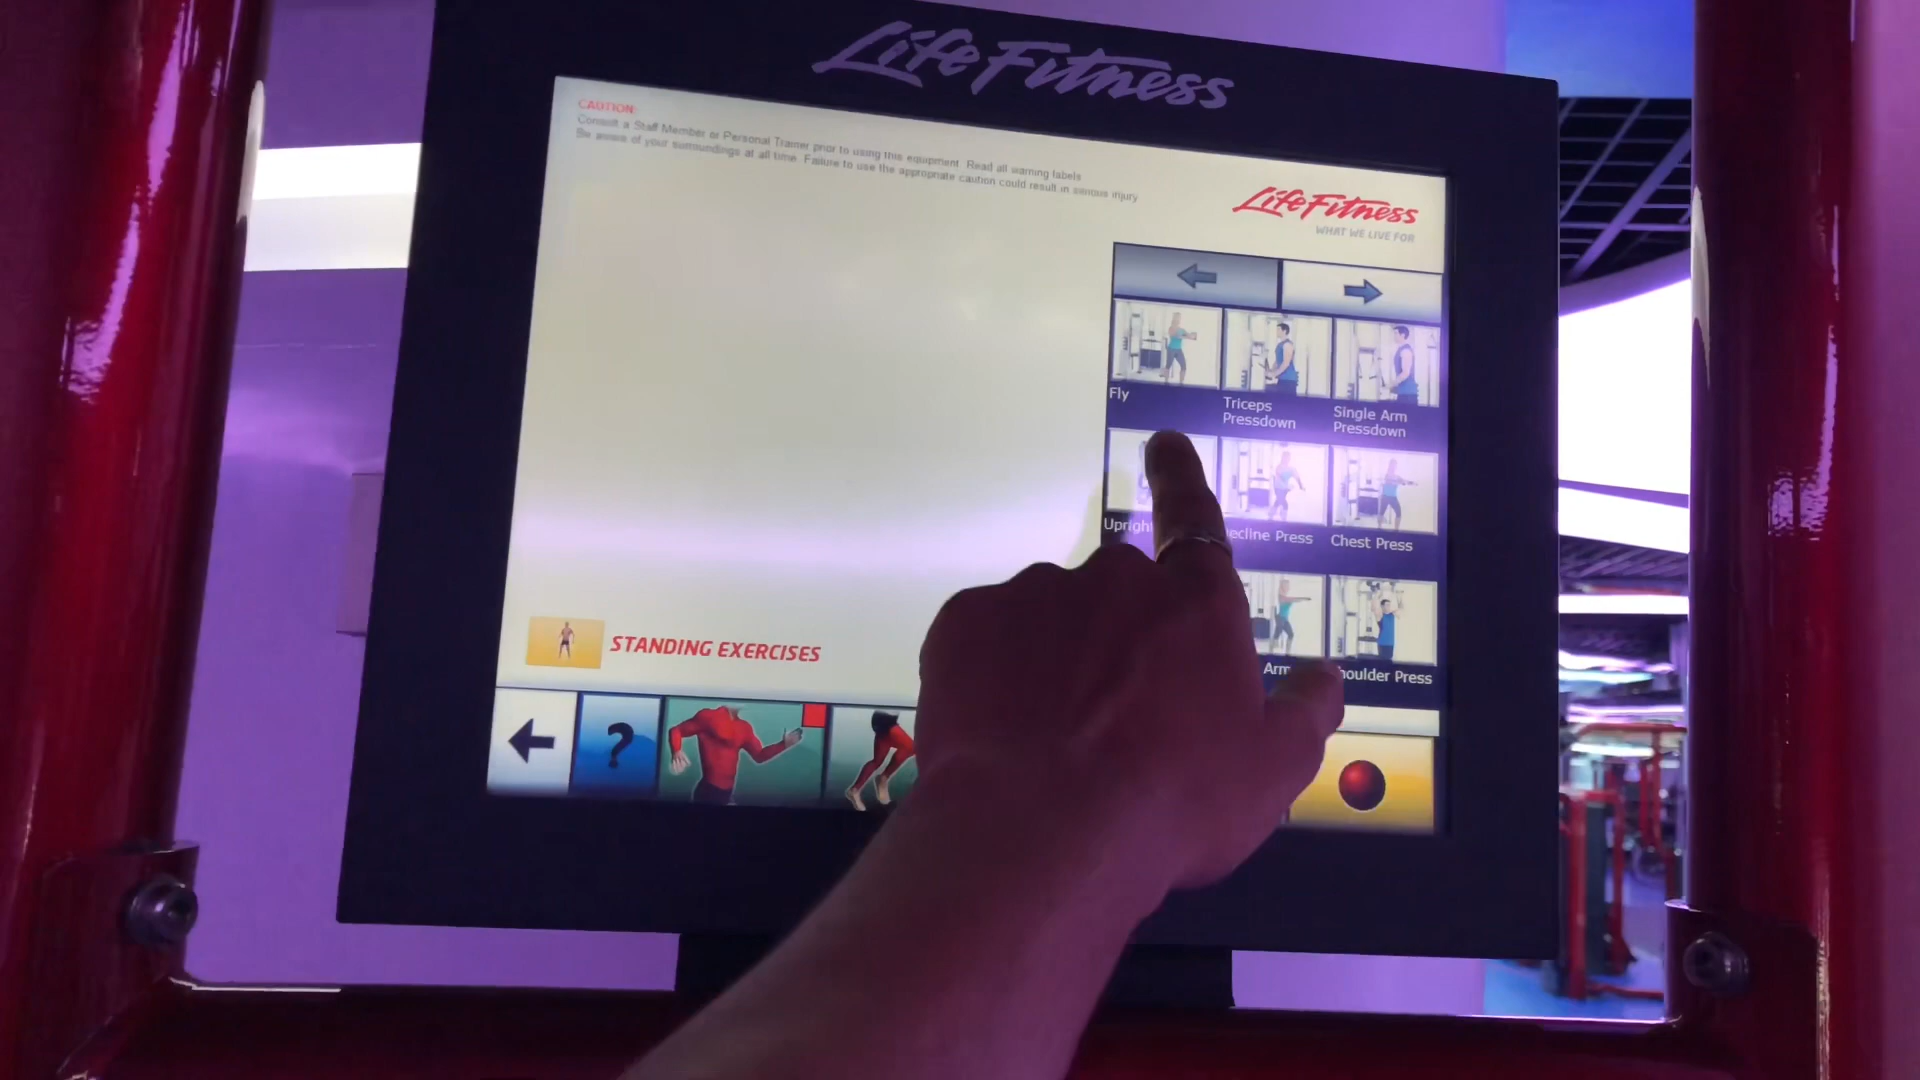 Life Fitness
CAUTION:
Consult a Staff Member or Personal Trainer prior to using this equipment. Read all warning labels
Be aware of your surroundings at all time. Failure to use the appropriate caution could result in serious injury
Life Fitness
WHAT WE LIVE FOR
Fly
Triceps
Pressdown
Single Arm
Pressdown
Upright
Press
Chest Press
Arm
Press
STANDING EXERCISES
?